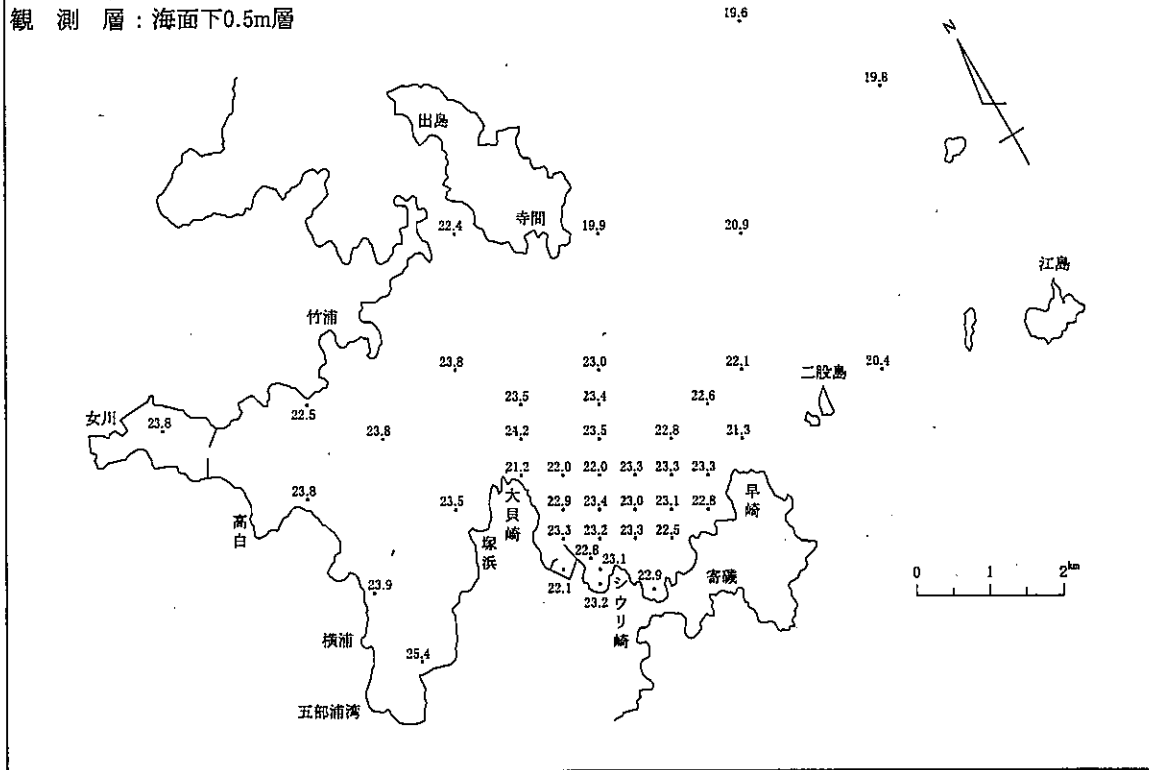 観 測 層：海面下0.5m層
19.6
N
19.8
出島
寺間
22.4
19.9
20.9
江島
竹浦
23.8
23.0
22.1
二股島
20.4
23.5
23.4
22.6
女川
23.8
22.5
23.8
24.2
23.5
22.8
21.3
21.2
22.0
22.0
23.3
23.3
23.3
大貝崎
早崎
高白
23.8
23.5
22.9
23.4
23.0
23.1
22.8
塚浜
23.3
23.2
23.3
22.5
22.8
23.1
22.1
23.2
22.9
シウリ崎
寄磯
0 1 2km
23.9
横浦
25.4
五部浦湾